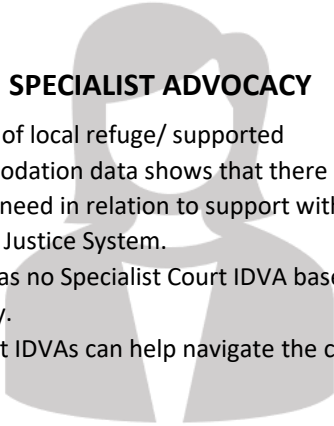 SPECIALIST ADVOCACY
of local refuge/ supported
odation data shows that there
need in relation to support with
Justice System.
as no Specialist Court IDVA base
y.
t IDVAs can help navigate the c